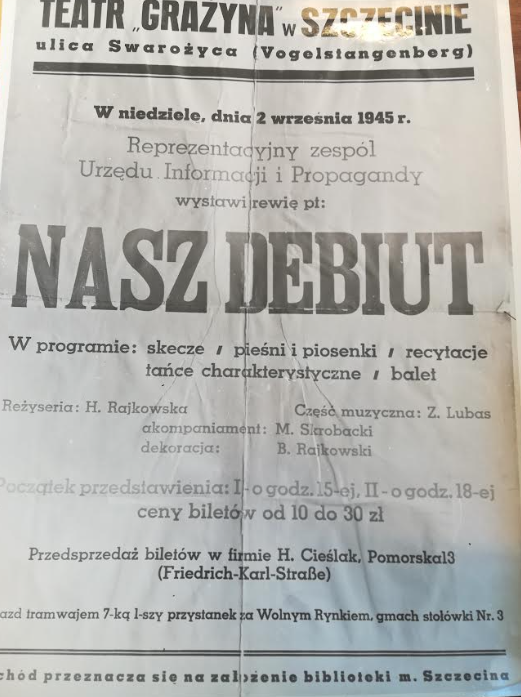 TEATR „GRAŻYNA" w SZCZECINIE
ulica Swarożyca (Vogelstangenberg)
W niedziele, dnia 2 września 1945 r.
Reprezentacyjny zespól
Urzędu Informacji i Propagandy
wystawi rewię pt:
NASZ DEBIUT
W programie: skecze / pieśni i piosenki / recytacje
tańce charakterystyczne / balet
Reżyseria: H. Rajkowska Część muzyczna: Z. Lubas
akompaniament: M. Skrobacki
dekoracja: B. Rajkowski
Początek przedstawienia: I-o godz. 15-ej, II-o godz. 18-ej
ceny biletów od 10 do 30 zł
Przedsprzedaż biletów w firmie H. Cieślak, Pomorska13
(Friedrich-Karl-Straße)
azd tramwajem 7-ką 1-szy przystanek za Wolnym Rynkiem, gmach stołówki Nr. 3
chód przeznacza się na założenie biblioteki m. Szczecina